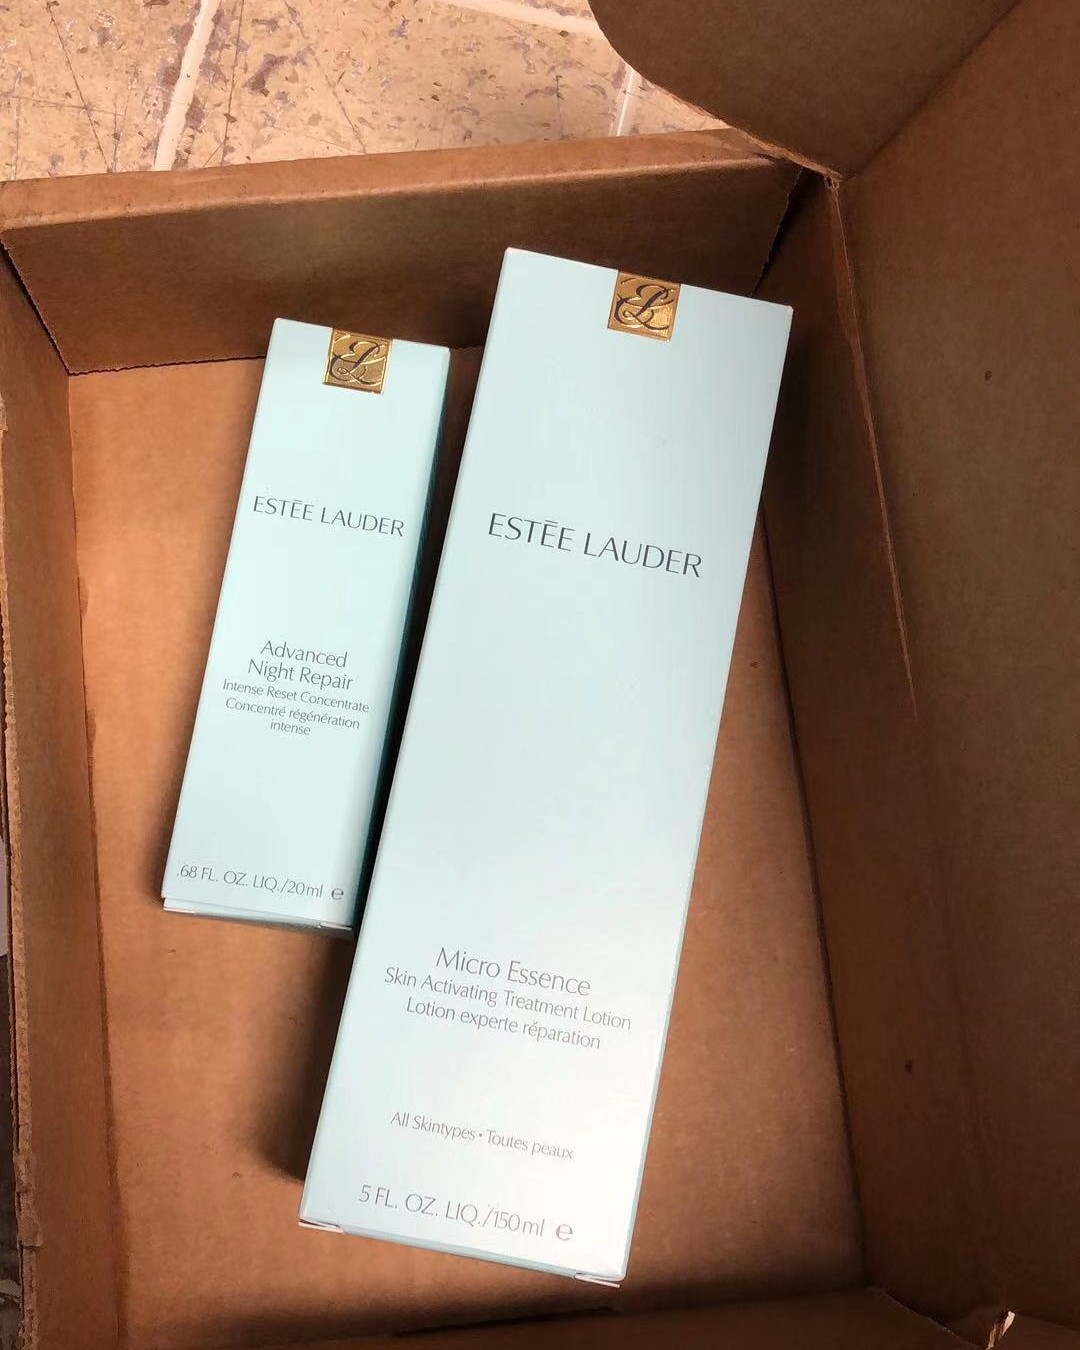 ESTĒE LAUDER
Advanced
Night Repair
Intense Reset Concentrate
Concentré régénération
intense
.68 FL. OZ. LIQ./20ml ℮
ESTĒE LAUDER
Micro Essence
Skin Activating Treatment Lotion
Lotion experte réparation
All Skintypes • Toutes peaux
5 FL. OZ. LIQ./150ml ℮